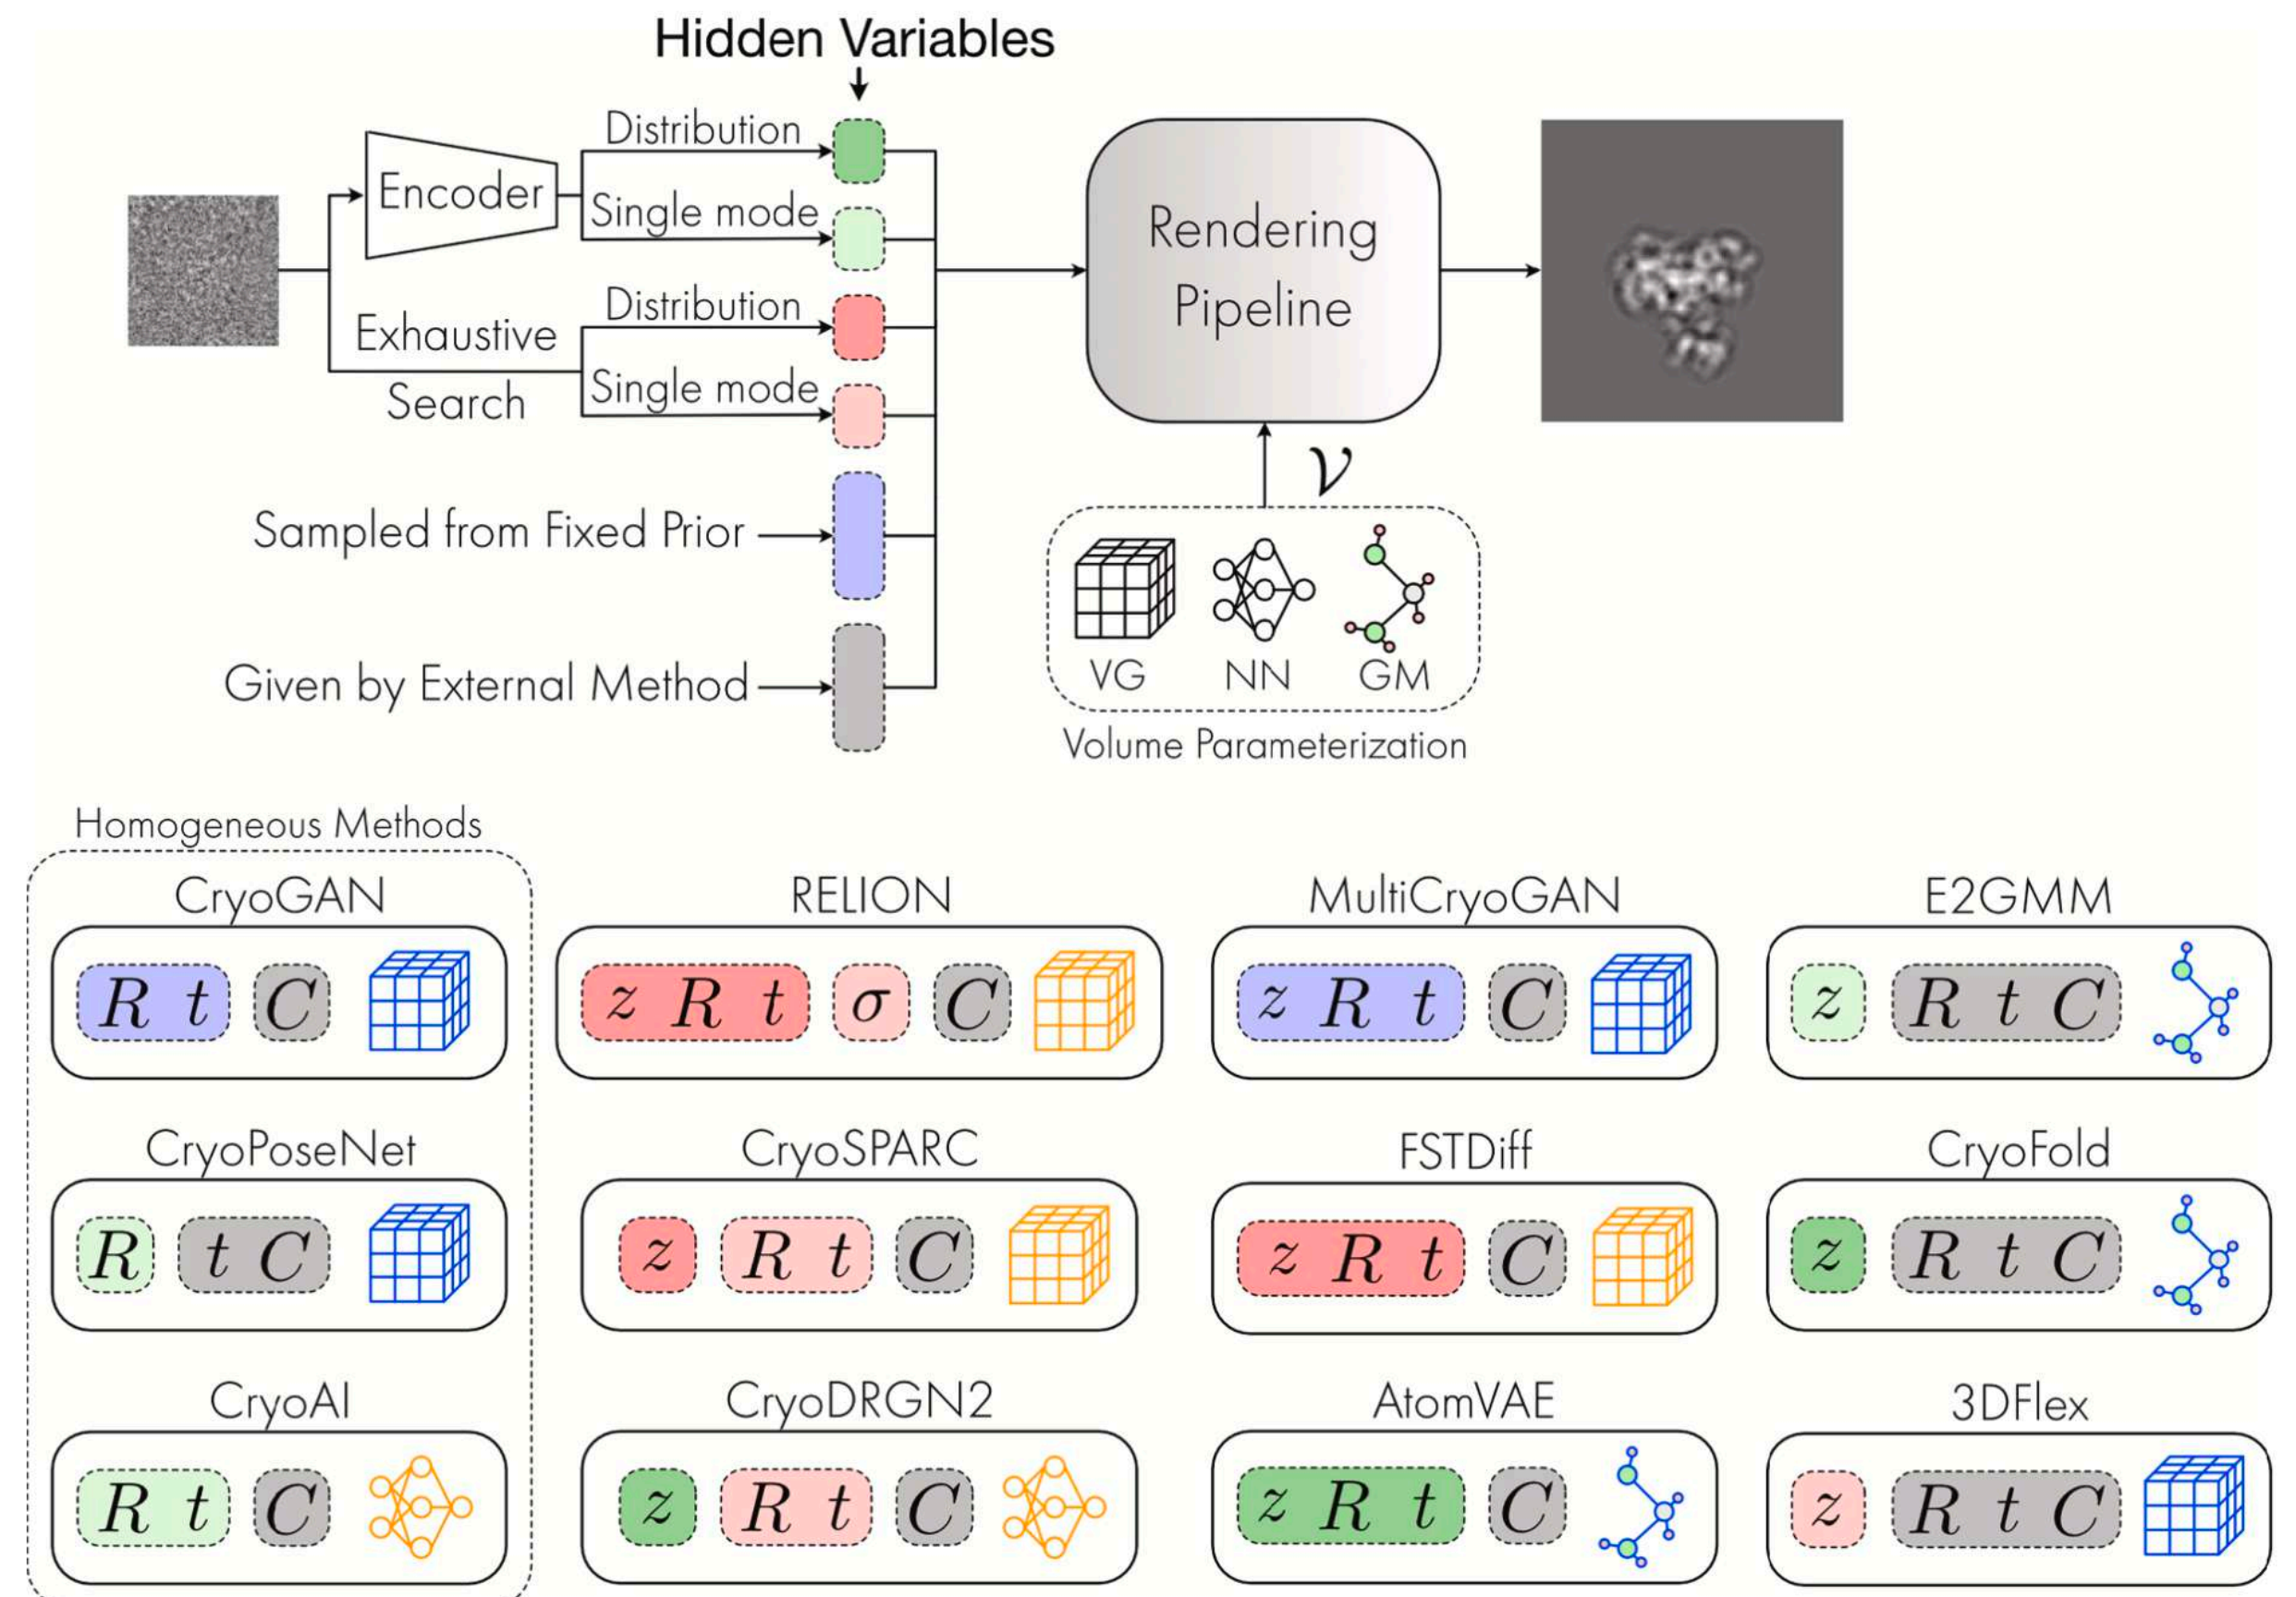 Hidden Variables
Distribution
Encoder
Single mode
Distribution
Exhaustive
Search
Single mode
Sampled from Fixed Prior
Given by External Method
Rendering
Pipeline
𝒱
VG NN GM
Volume Parameterization
Homogeneous Methods
CryoGAN
R t C
RELION
z R t σ C
MultiCryoGAN
z R t C
E2GMM
z R t C
CryoPoseNet
R t C
CryoSPARC
z R t C
FSTDiff
z R t C
CryoFold
z R t C
CryoAI
R t C
CryoDRGN2
z R t C
AtomVAE
z R t C
3DFlex
z R t C